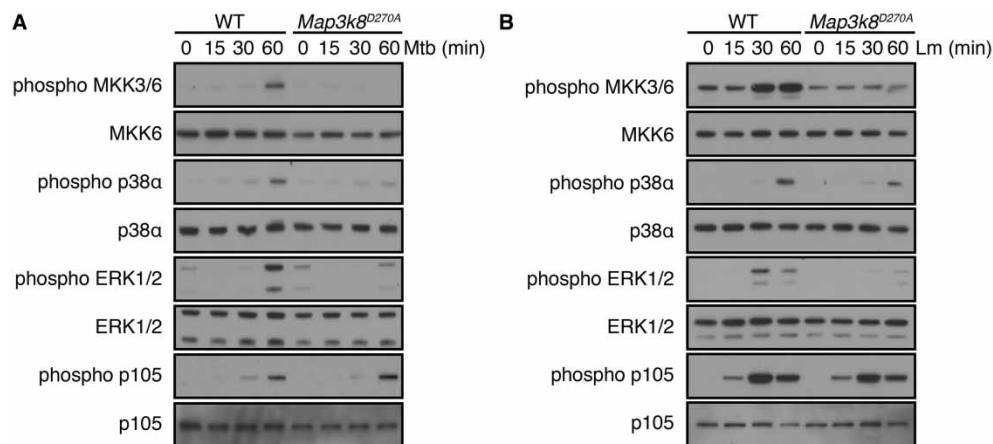 A
WT Map3k8D270A
0 15 30 60 0 15 30 60 Mtb (min)
phospho MKK3/6
MKK6
phospho p38α
p38α
phospho ERK1/2
ERK1/2
phospho p105
p105
B
WT Map3k8D270A
0 15 30 60 0 15 30 60 Lm (min)
phospho MKK3/6
MKK6
phospho p38α
p38α
phospho ERK1/2
ERK1/2
phospho p105
p105